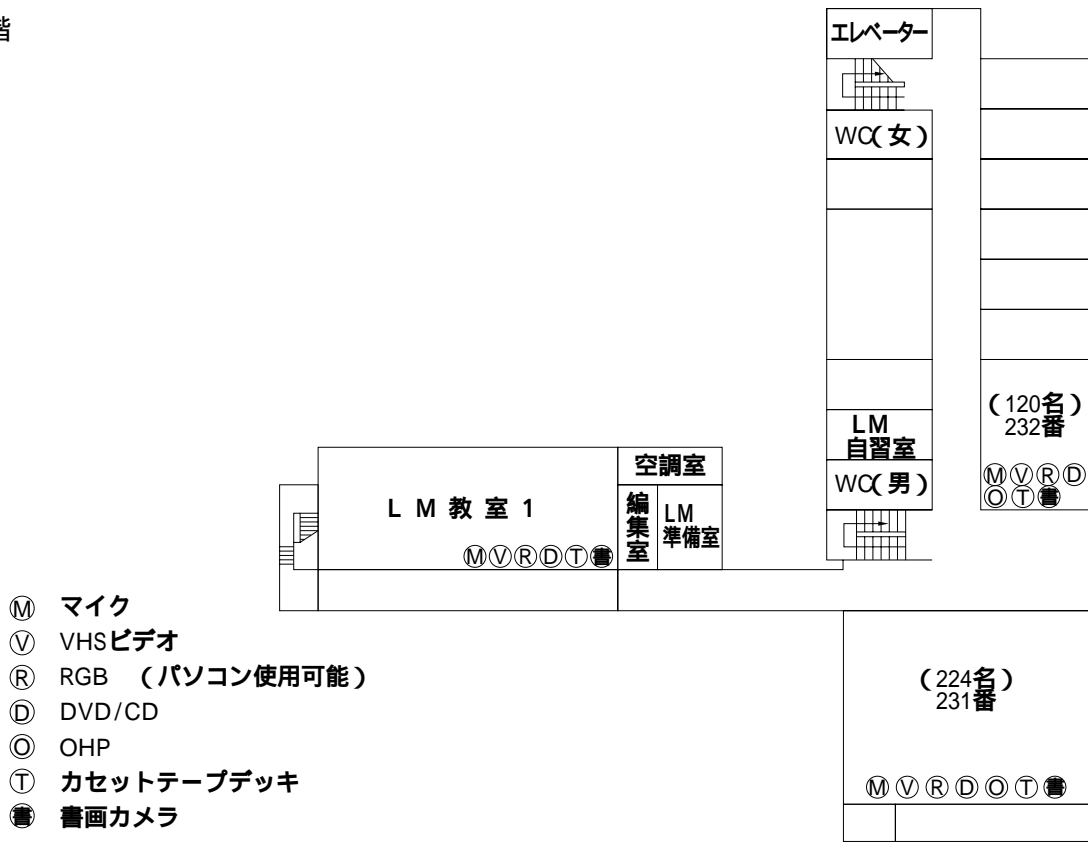 階
エレベーター
WC(女)
(120名)
232番
ⓂⓋⓇⒹ
ⓄⓉ㊢
LM
自習室
WC(男)
LM教室1
ⓂⓋⓇⒹⓉ書
空調室
編集室
LM
準備室
(224名)
231番
ⓂⓋⓇⒹⓄⓉ書
Ⓜ マイク
Ⓥ VHSビデオ
Ⓡ RGB (パソコン使用可能)
Ⓓ DVD/CD
Ⓞ OHP
Ⓣ カセットテープデッキ
書 書画カメラ